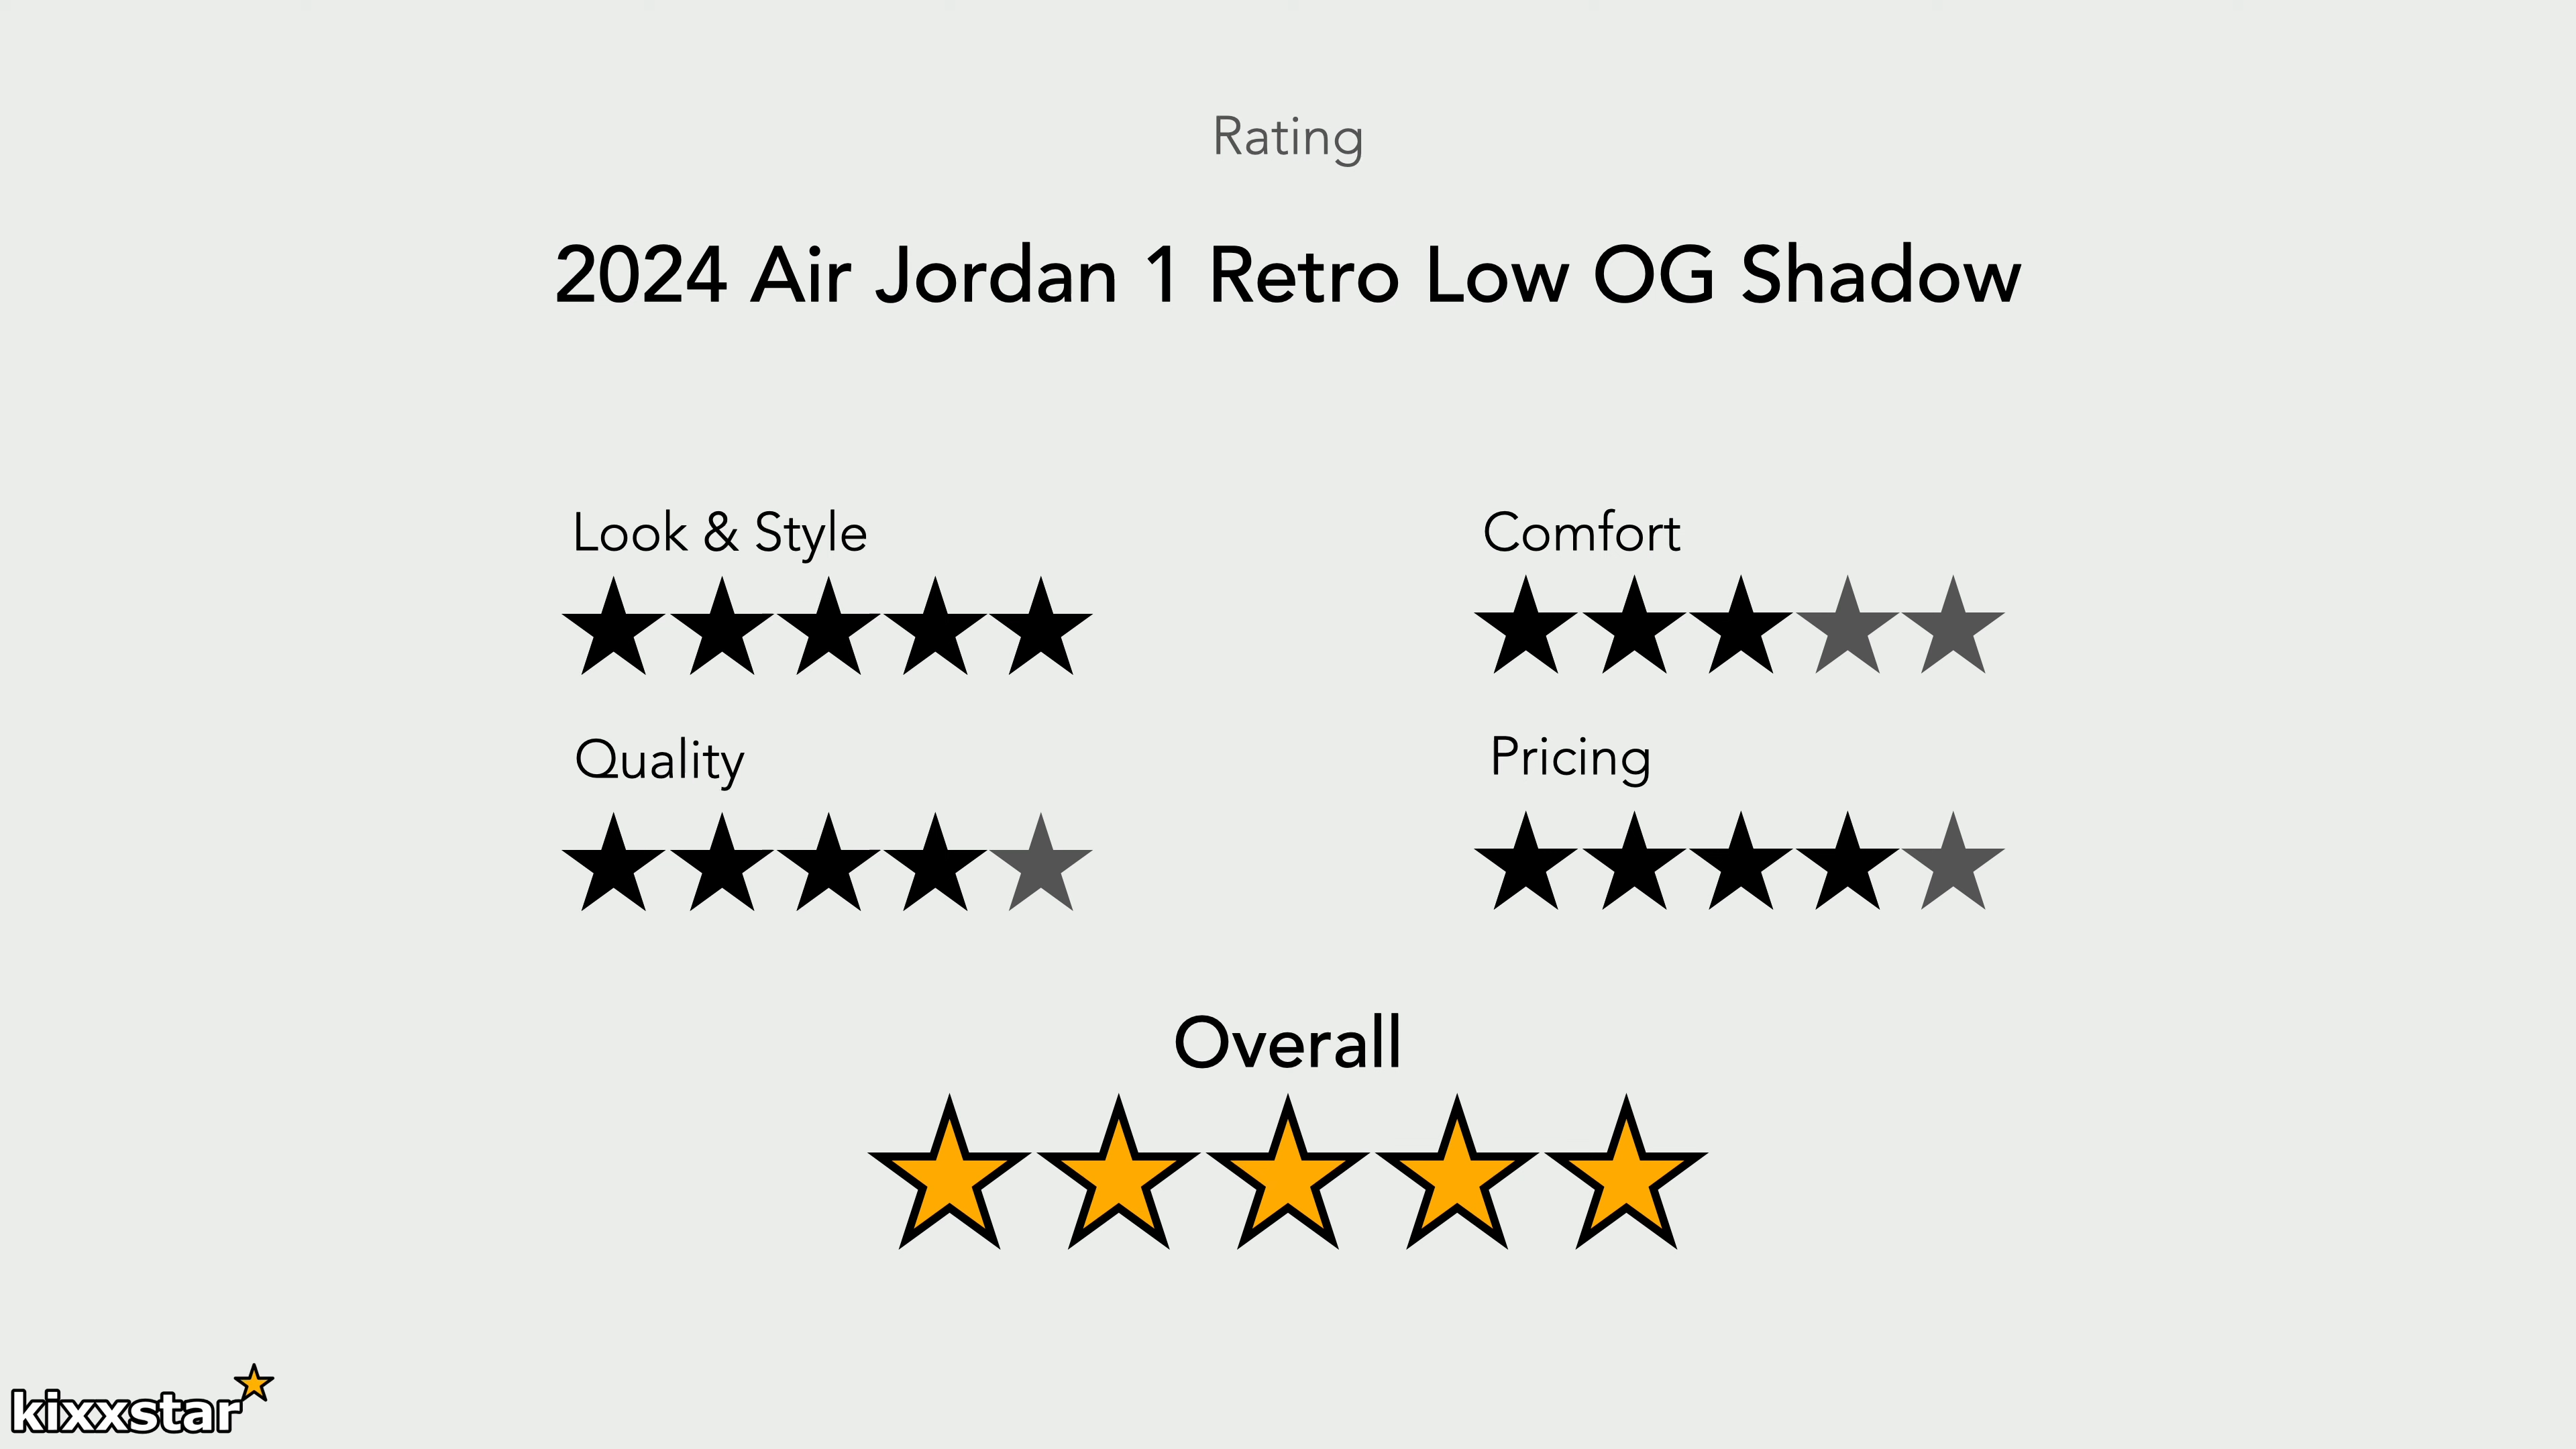 Rating
2024 Air Jordan 1 Retro Low OG Shadow
Look & Style
Comfort
Quality
Pricing
Overall
kixxstar